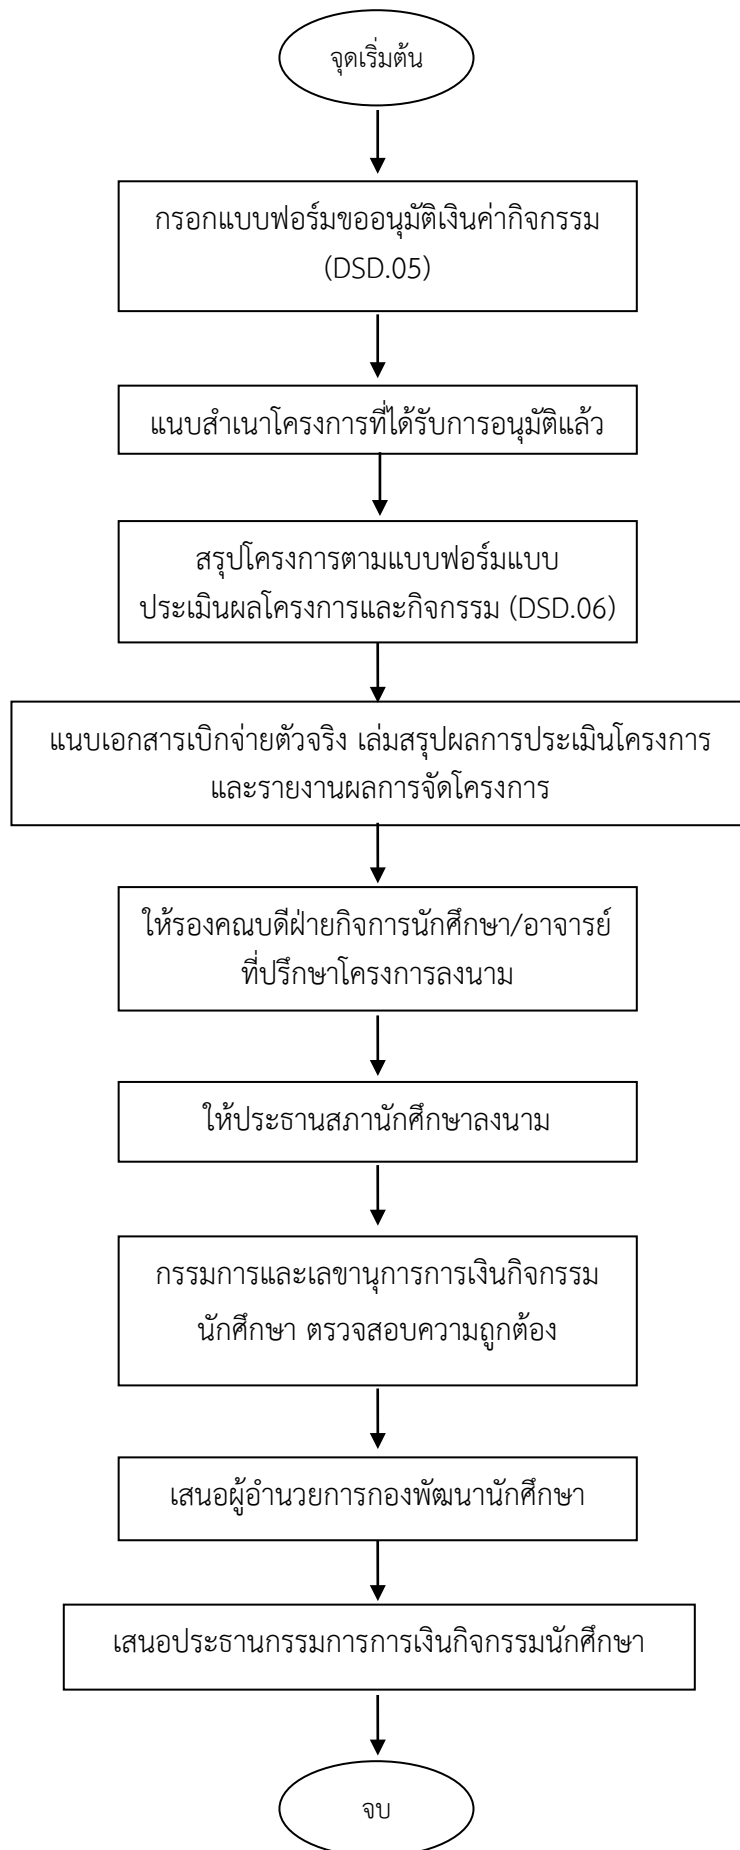 จุดเริ่มต้น
กรอกแบบฟอร์มขออนุมัติเงินค่ากิจกรรม
(DSD.05)
แนบสำเนาโครงการที่ได้รับการอนุมัติแล้ว
สรุปโครงการตามแบบฟอร์มแบบ
ประเมินผลโครงการและกิจกรรม (DSD.06)
แนบเอกสารเบิกจ่ายตัวจริง เล่มสรุปผลการประเมินโครงการ
และรายงานผลการจัดโครงการ
ให้รองคณบดีฝ่ายกิจการนักศึกษา/อาจารย์
ที่ปรึกษาโครงการลงนาม
ให้ประธานสภานักศึกษาลงนาม
กรรมการและเลขานุการการเงินกิจกรรม
นักศึกษา ตรวจสอบความถูกต้อง
เสนอผู้อำนวยการกองพัฒนานักศึกษา
เสนอประธานกรรมการการเงินกิจกรรมนักศึกษา
จบ